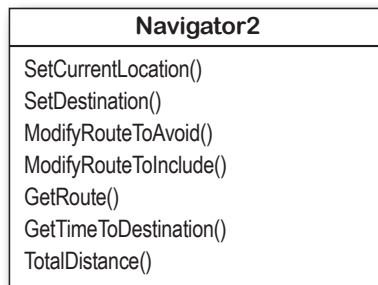 Navigator2
SetCurrentLocation()
SetDestination()
ModifyRouteToAvoid()
ModifyRouteToInclude()
GetRoute()
GetTimeToDestination()
TotalDistance()